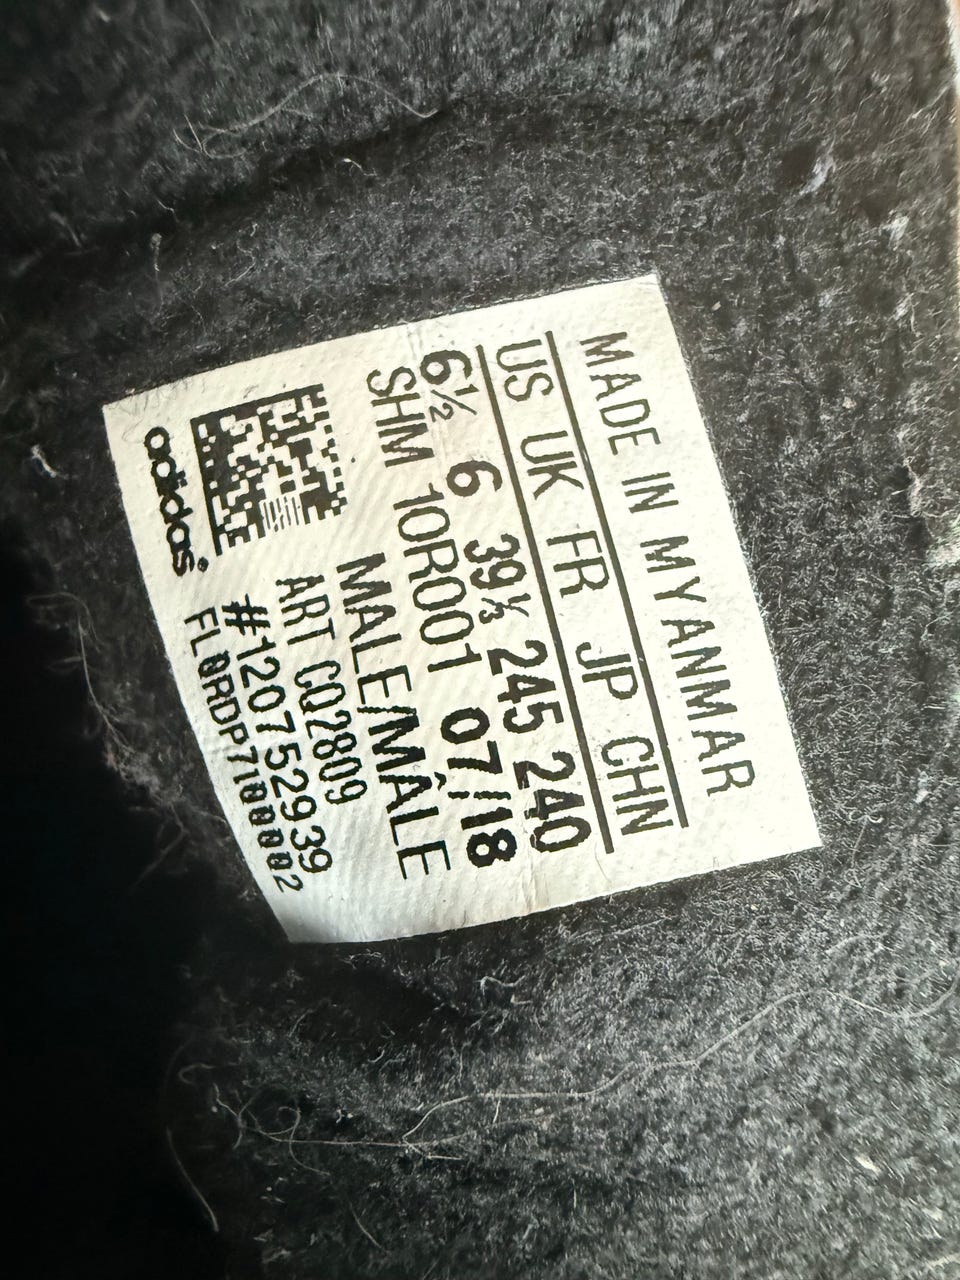 MADE IN MYANMAR
US UK FR JP CHN
6½ 6 39⅓ 245 240
SHM 10R001 07/18
MALE/MÂLE
ART CQ2809
#120752939
FL0RDP7100002
adidas